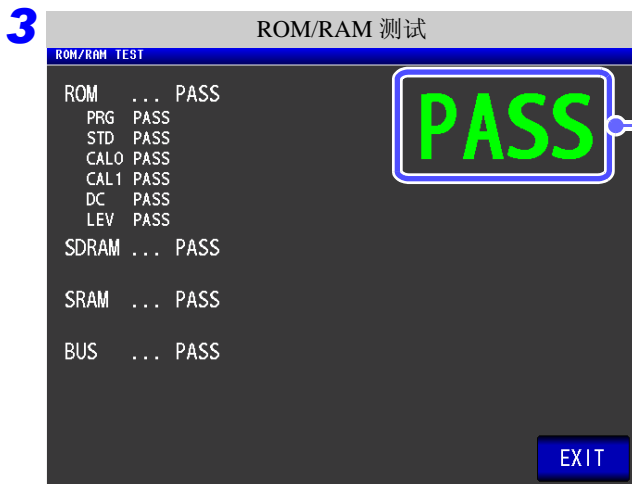 3
ROM/RAM 测试
ROM/RAM TEST
ROM ... PASS
PASS
PRG PASS
STD PASS
CAL0 PASS
CAL1 PASS
DC PASS
LEV PASS
SDRAM ... PASS
SRAM ... PASS
BUS ... PASS
EXIT